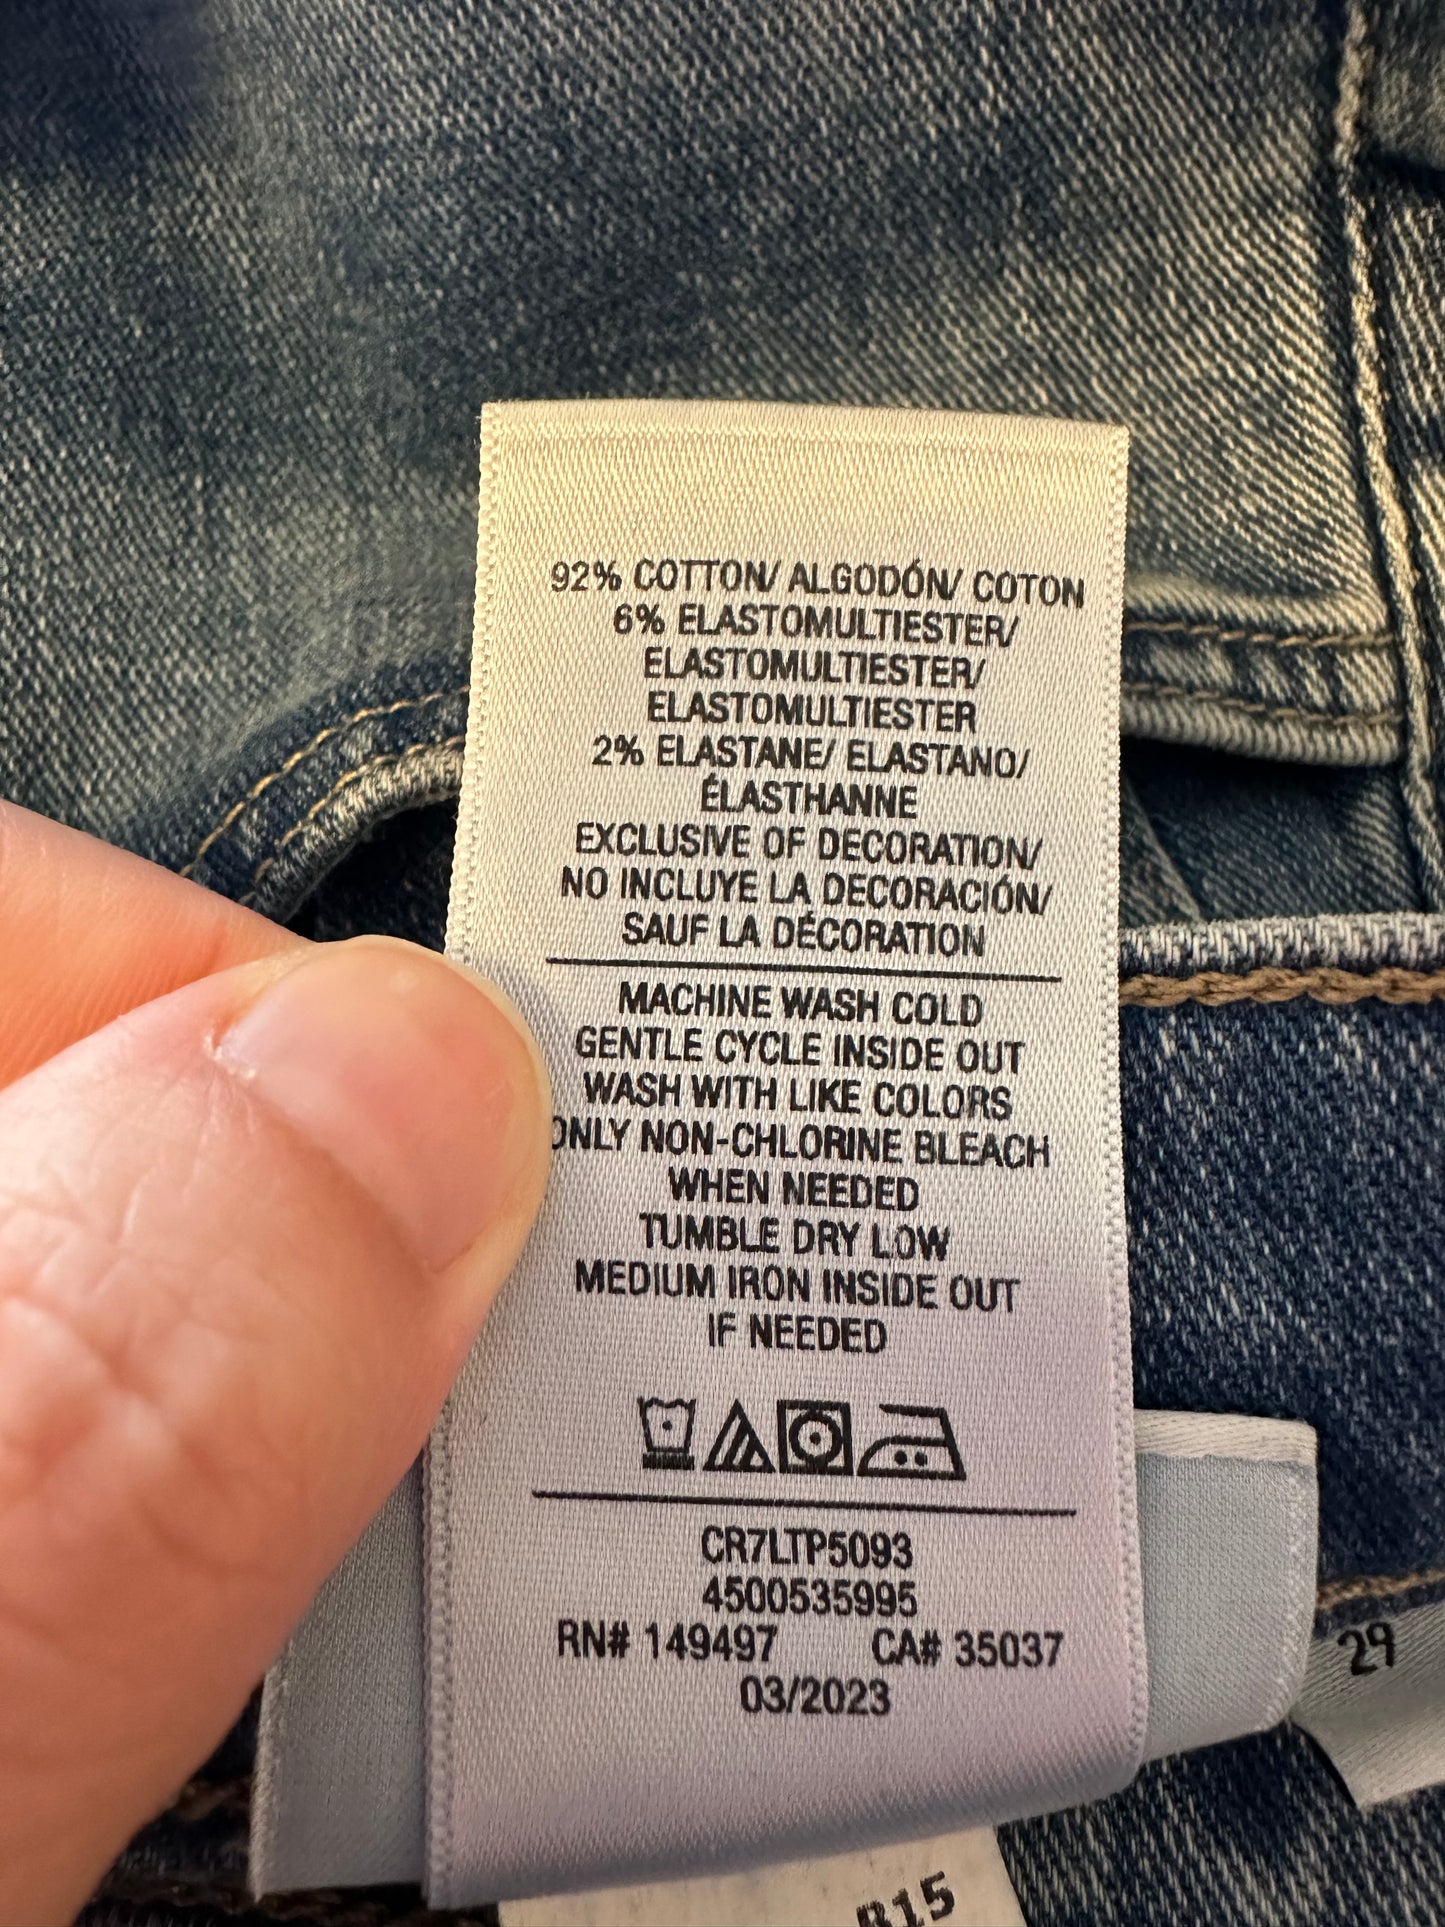 92% COTTON/ ALGODÓN/ COTON
6% ELASTOMULTIESTER/
ELASTOMULTIESTER/
ELASTOMULTIESTER
2% ELASTANE/ ELASTANO/
ÉLASTHANNE
EXCLUSIVE OF DECORATION/
NO INCLUYE LA DECORACIÓN/
SAUF LA DÉCORATION
MACHINE WASH COLD
GENTLE CYCLE INSIDE OUT
WASH WITH LIKE COLORS
ONLY NON-CHLORINE BLEACH
WHEN NEEDED
TUMBLE DRY LOW
MEDIUM IRON INSIDE OUT
IF NEEDED
CR7LTP5093
4500535995
RN# 149497 CA# 35037
03/2023
29